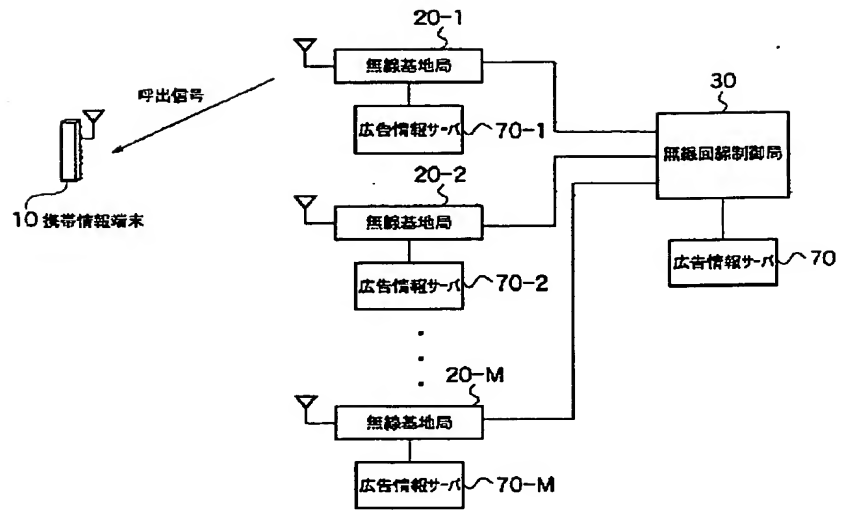 20-1
無線基地局
呼出信号
広告情報サーバ
70-1
10 携帯情報端末
30
無線回線制御局
20-2
無線基地局
広告情報サーバ
70-2
広告情報サーバ
70
20-M
無線基地局
広告情報サーバ
70-M